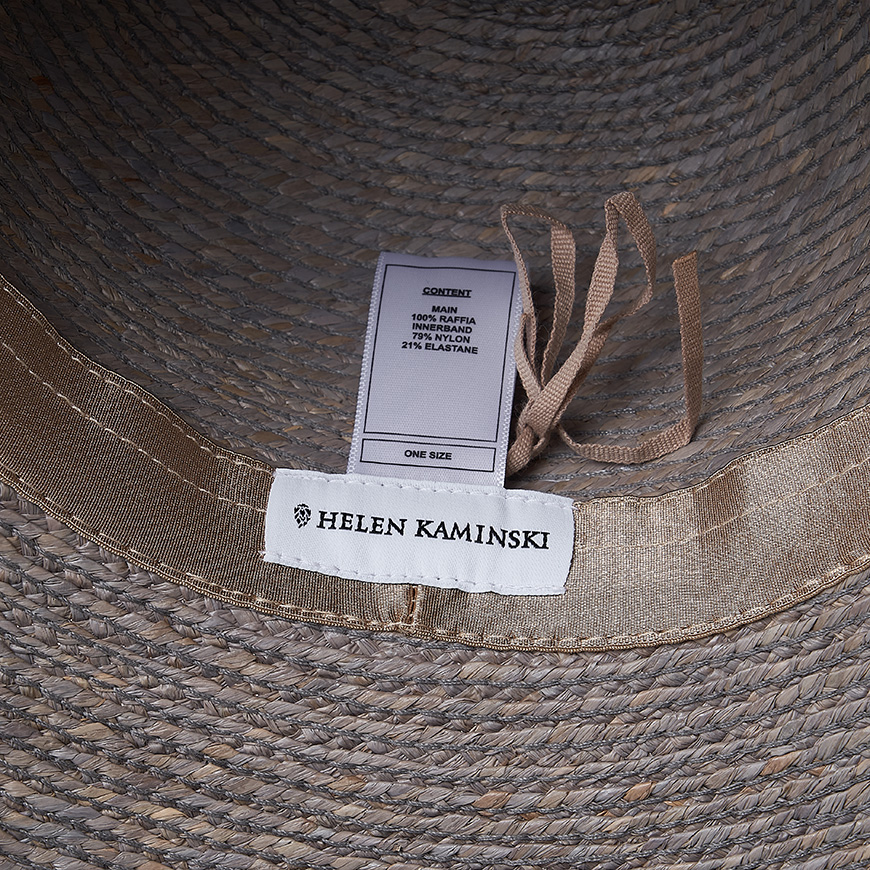 CONTENT
MAIN
100% RAFFIA
INNERBAND
79% NYLON
21% ELASTANE
ONE SIZE
HELEN KAMINSKI